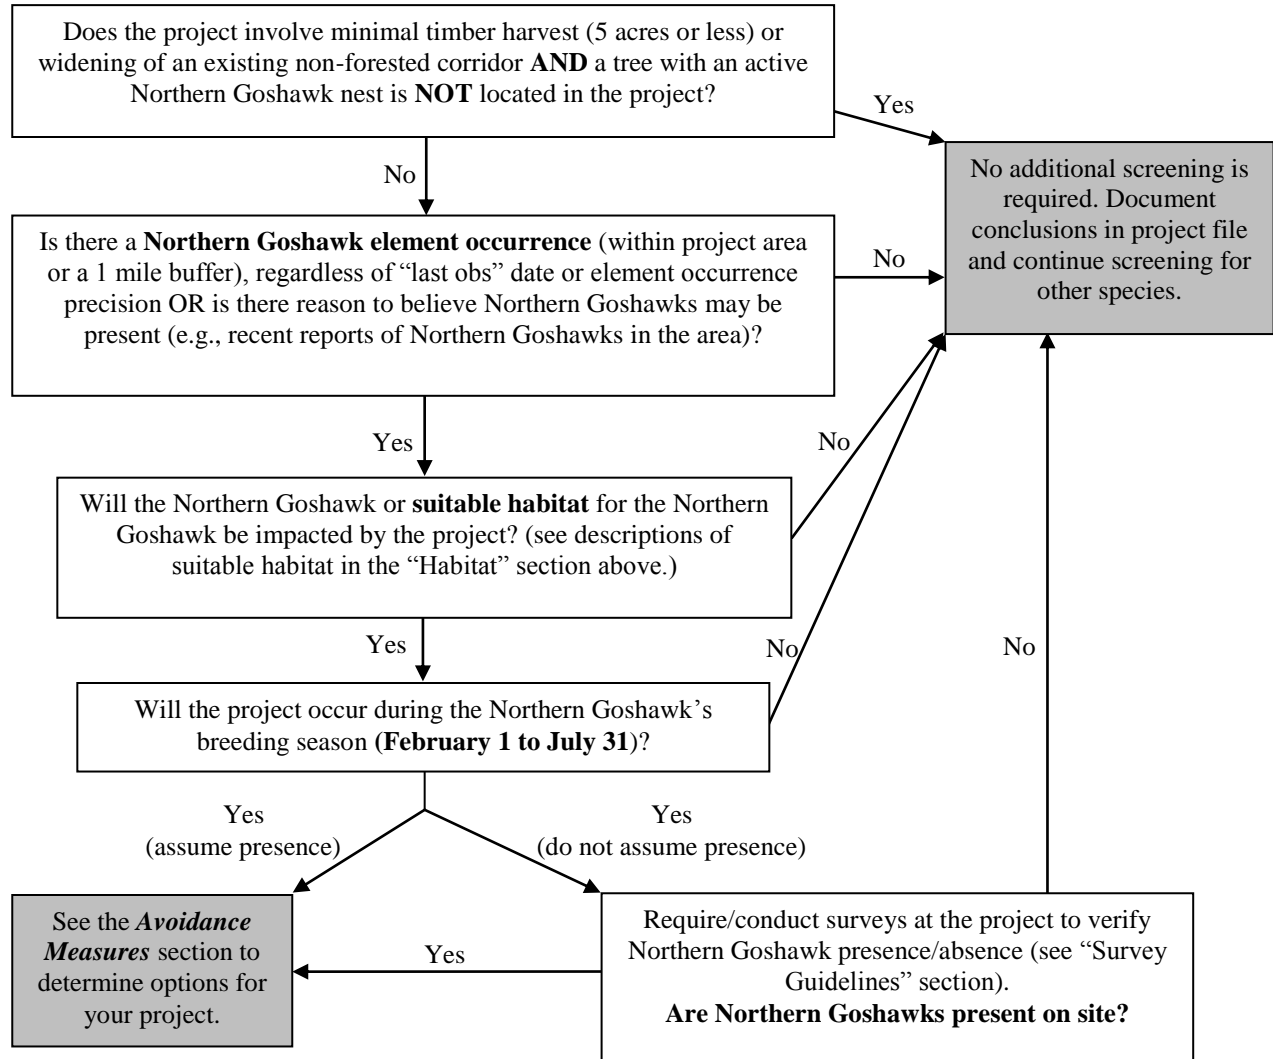 Does the project involve minimal timber harvest (5 acres or less) or
widening of an existing non-forested corridor AND a tree with an active
Northern Goshawk nest is NOT located in the project?
Yes
No
No additional screening is
required. Document
conclusions in project file
and continue screening for
other species.
Is there a Northern Goshawk element occurrence (within project area
or a 1 mile buffer), regardless of “last obs” date or element occurrence
precision OR is there reason to believe Northern Goshawks may be
present (e.g., recent reports of Northern Goshawks in the area)?
No
Yes
No
Will the Northern Goshawk or suitable habitat for the Northern
Goshawk be impacted by the project? (see descriptions of
suitable habitat in the “Habitat” section above.)
Yes
No
No
Will the project occur during the Northern Goshawk’s
breeding season (February 1 to July 31)?
Yes
(assume presence)
Yes
(do not assume presence)
See the Avoidance
Measures section to
determine options for
your project.
Yes
Require/conduct surveys at the project to verify
Northern Goshawk presence/absence (see “Survey
Guidelines” section).
Are Northern Goshawks present on site?